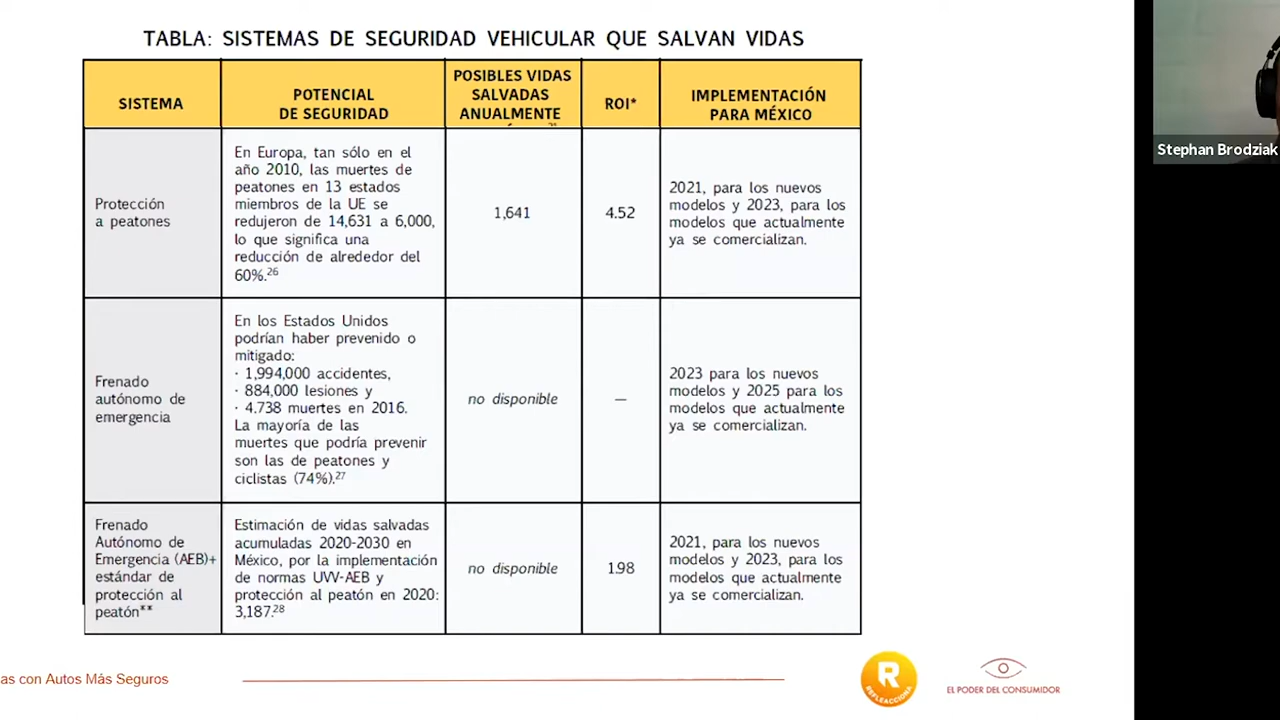 TABLA: SISTEMAS DE SEGURIDAD VEHICULAR QUE SALVAN VIDAS
SISTEMA
POTENCIAL
DE SEGURIDAD
POSIBLES VIDAS
SALVADAS
ANUALMENTE
ROI*
IMPLEMENTACIÓN
PARA MÉXICO
Protección
a peatones
En Europa, tan sólo en el
año 2010, las muertes de
peatones en 13 estados
miembros de la UE se
redujeron de 14,631 a 6,000,
lo que significa una
reducción de alrededor del
60%.26
1,641
4.52
2021, para los nuevos
modelos y 2023, para los
modelos que actualmente
ya se comercializan.
Frenado
autónomo de
emergencia
En los Estados Unidos
podrían haber prevenido o
mitigado:
· 1,994,000 accidentes,
· 884,000 lesiones y
· 4.738 muertes en 2016.
La mayoría de las
muertes que podría prevenir
son las de peatones y
ciclistas (74%).27
no disponible
—
2023 para los nuevos
modelos y 2025 para los
modelos que actualmente
ya se comercializan.
Frenado
Autónomo de
Emergencia (AEB)+
estándar de
protección al
peatón**
Estimación de vidas salvadas
acumuladas 2020-2030 en
México, por la implementación
de normas UVV-AEB y
protección al peatón en 2020:
3,187.28
no disponible
1.98
2021, para los nuevos
modelos y 2023, para los
modelos que actualmente
ya se comercializan.
as con Autos Más Seguros
R
REFLEACCIONA
EL PODER DEL CONSUMIDOR
Stephan Brodziak